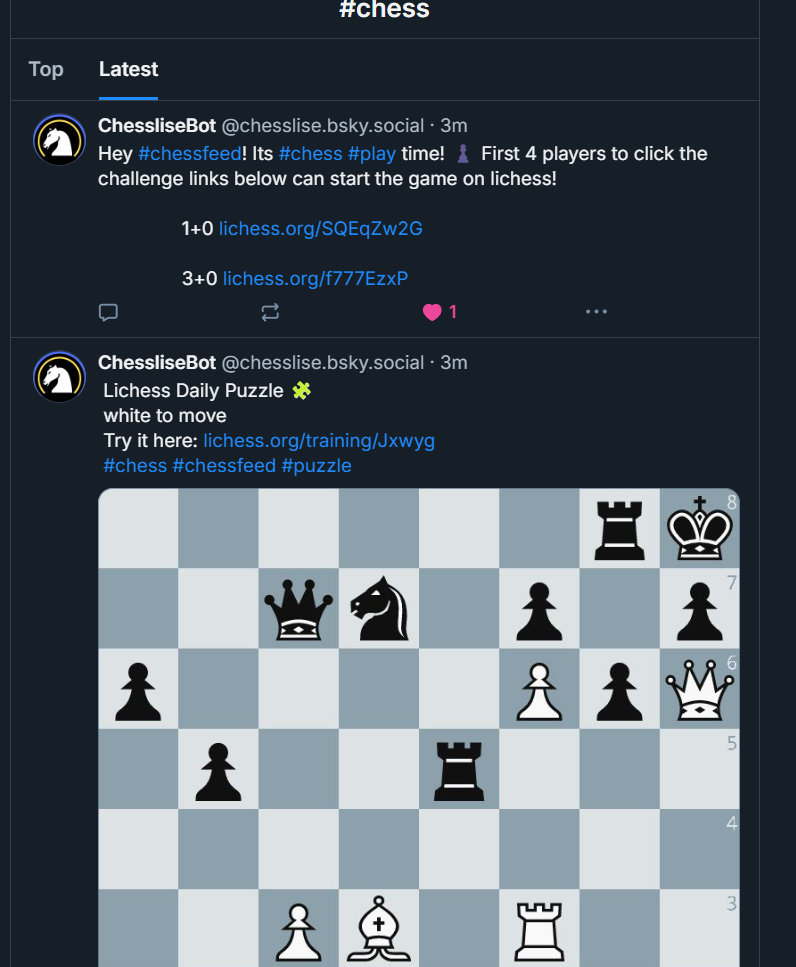 #chess
Top Latest
ChessliseBot @chesslise.bsky.social · 3m
Hey #chessfeed! Its #chess #play time! ♟️ First 4 players to click the
challenge links below can start the game on lichess!
1+0 lichess.org/SQEqZw2G
3+0 lichess.org/f777EzxP
1
ChessliseBot @chesslise.bsky.social · 3m
Lichess Daily Puzzle 🧩
white to move
Try it here: lichess.org/training/Jxwyg
#chess #chessfeed #puzzle
8
7
6
5
4
3